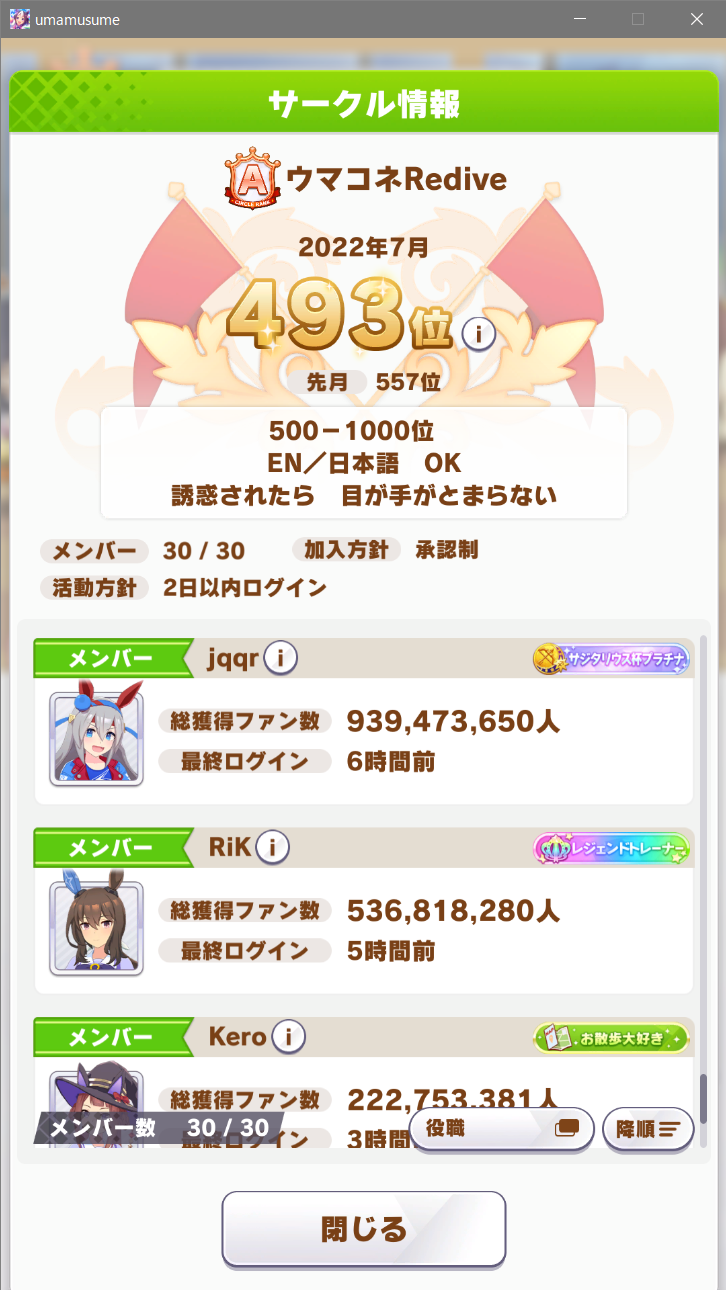 umamusume
サークル情報
A
CIRCLE RANK
ウマコネRedive
2022年7月
493位
i
先月 557位
500－1000位
EN／日本語　OK
誘惑されたら　目が手がとまらない
メンバー 30 / 30 加入方針 承認制
活動方針 2日以内ログイン
メンバー jqqr i サジタリウス杯プラチナ
総獲得ファン数 939,473,650人
最終ログイン 6時間前
メンバー RiK i レジェンドトレーナー
総獲得ファン数 536,818,280人
最終ログイン 5時間前
メンバー Kero i お散歩大好き
総獲得ファン数 222,753,381人
ログイン 3時間
メンバー数 30 / 30 役職 降順
閉じる